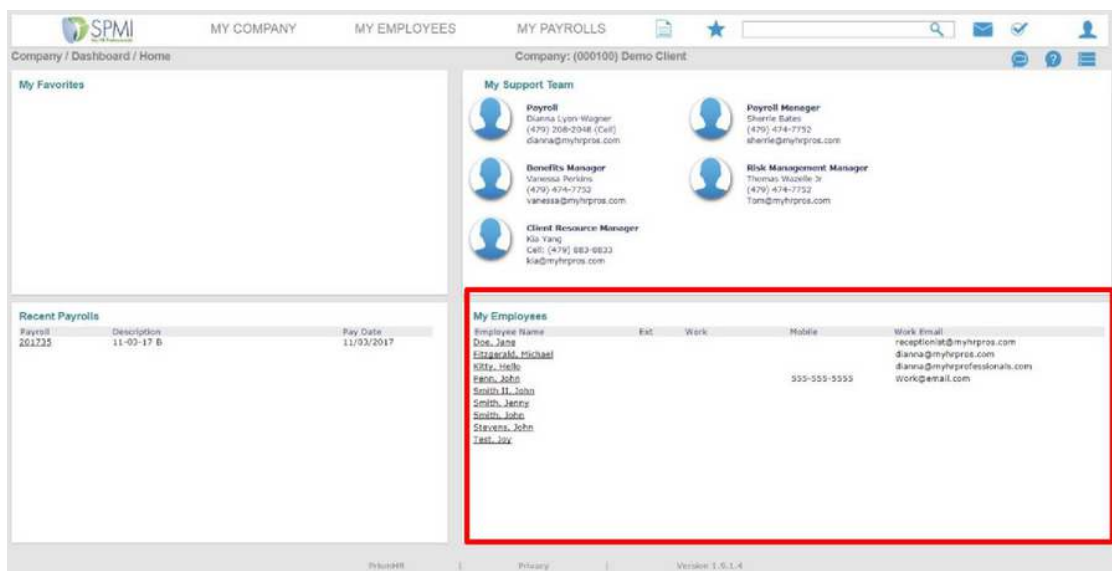 SPMI
MY COMPANY
MY EMPLOYEES
MY PAYROLLS
Company / Dashboard / Home
Company: (000100) Demo Client
My Favorites
My Support Team
Payroll
Dianna Lyon-Wagner
(479) 208-2048 (Cell)
dianna@myhrpros.com
Payroll Manager
Sherrie Bates
(479) 474-7752
sherrie@myhrpros.com
Benefits Manager
Vanessa Perkins
(479) 474-7752
vanessa@myhrpros.com
Risk Management Manager
Thomas Wazelle Jr
(479) 474-7752
Tom@myhrpros.com
Client Resource Manager
Kia Yang
Cell: (479) 883-0833
kia@myhrpros.com
Recent Payrolls
Payroll Description Pay Date
201735 11-03-17 B 11/03/2017
My Employees
Employee Name Ext Work Mobile Work Email
Doe, Jane receptionist@myhrpros.com
Fitzgerald, Michael dianna@myhrpros.com
Kitty, Hello dianna@myhrprofessionals.com
Penn, John 555-555-5555 Work@email.com
Smith II, John
Smith, Jenny
Smith, John
Stevens, John
Test, Joy
PrismHR | Privacy | Version 1.9.1.4